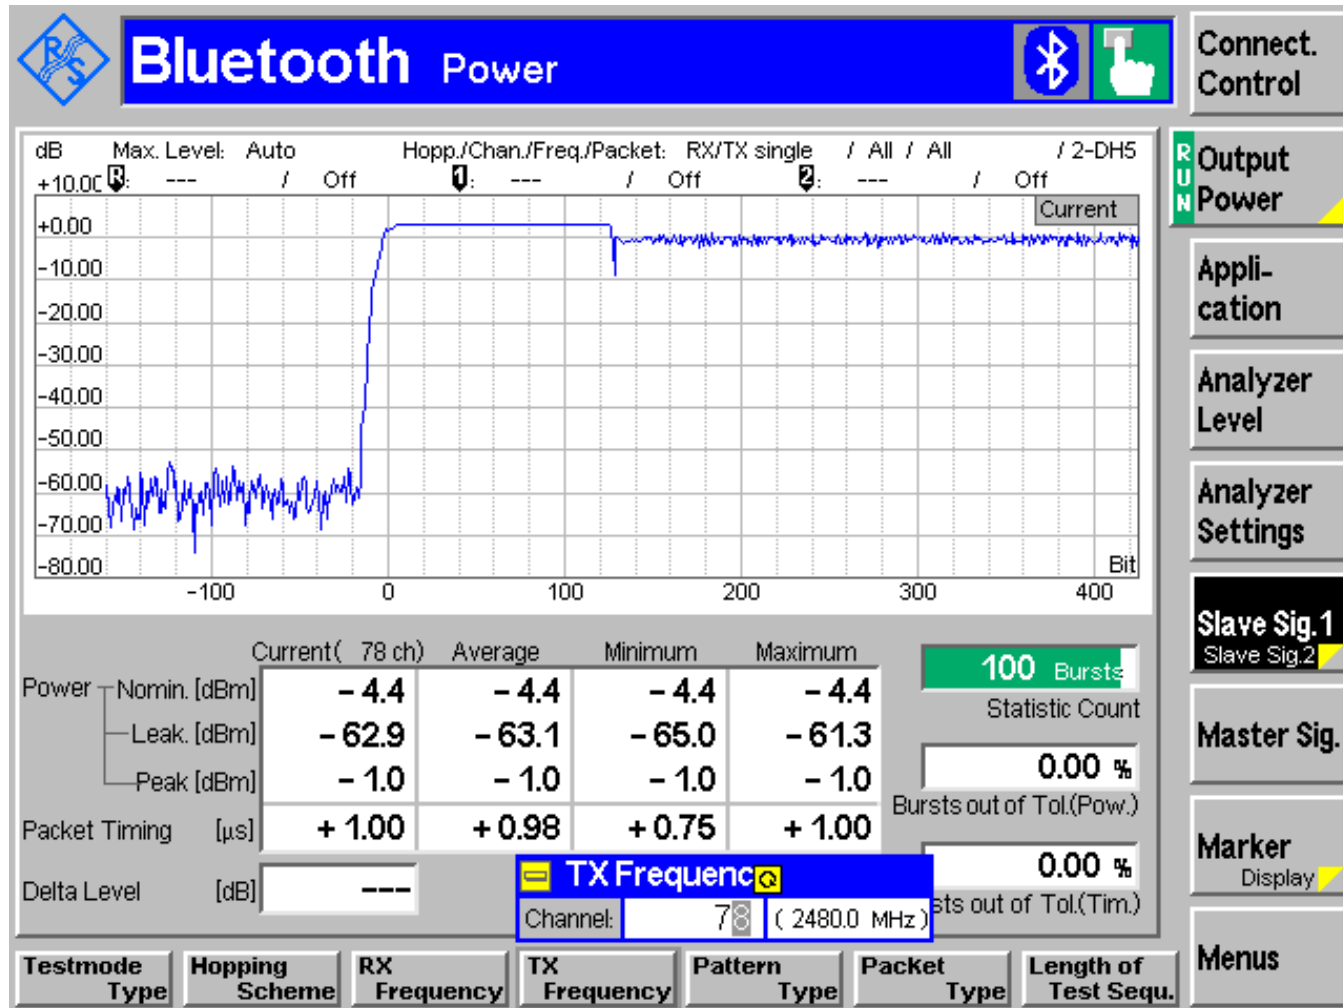 R S
Bluetooth Power
Connect. Control
dB Max. Level: Auto Hopp./Chan./Freq./Packet: RX/TX single / All / All / 2-DH5
R: --- / Off 1: --- / Off 2: --- / Off
+10.00
Current
+0.00
-10.00
-20.00
-30.00
-40.00
-50.00
-60.00
-70.00
-80.00
Bit
-100 0 100 200 300 400
RUN
Output Power
Appli-
cation
Analyzer Level
Analyzer Settings
Slave Sig.1
Slave Sig.2
Master Sig.
Marker
Display
Menus
Current( 78 ch) Average Minimum Maximum
Power Nomin. [dBm] - 4.4 - 4.4 - 4.4 - 4.4
Leak. [dBm] - 62.9 - 63.1 - 65.0 - 61.3
Peak [dBm] - 1.0 - 1.0 - 1.0 - 1.0
Packet Timing [µs] + 1.00 + 0.98 + 0.75 + 1.00
Delta Level [dB] ---
100 Bursts
Statistic Count
0.00 %
Bursts out of Tol.(Pow.)
0.00 %
sts out of Tol.(Tim.)
TX Frequenc
Channel: 78 ( 2480.0 MHz )
Testmode Type
Hopping Scheme
RX Frequency
TX Frequency
Pattern Type
Packet Type
Length of Test Sequ.